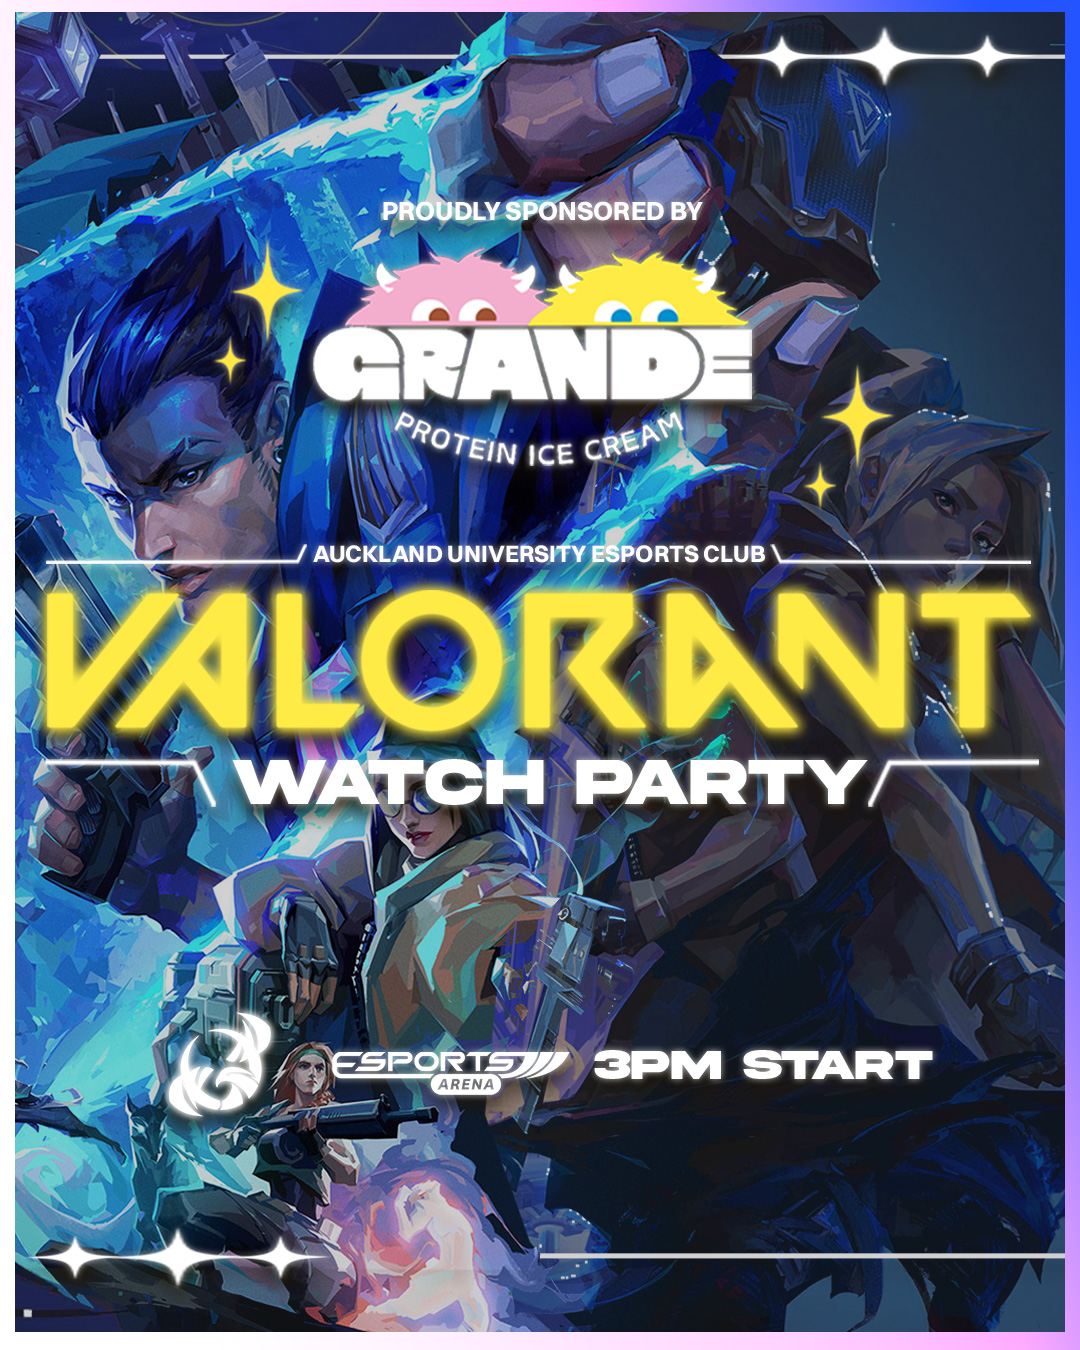 PROUDLY SPONSORED BY
GRANDE
PROTEIN ICE CREAM
/ AUCKLAND UNIVERSITY ESPORTS CLUB \
VALORANT
WATCH PARTY
ESPORTS
ARENA
3PM START